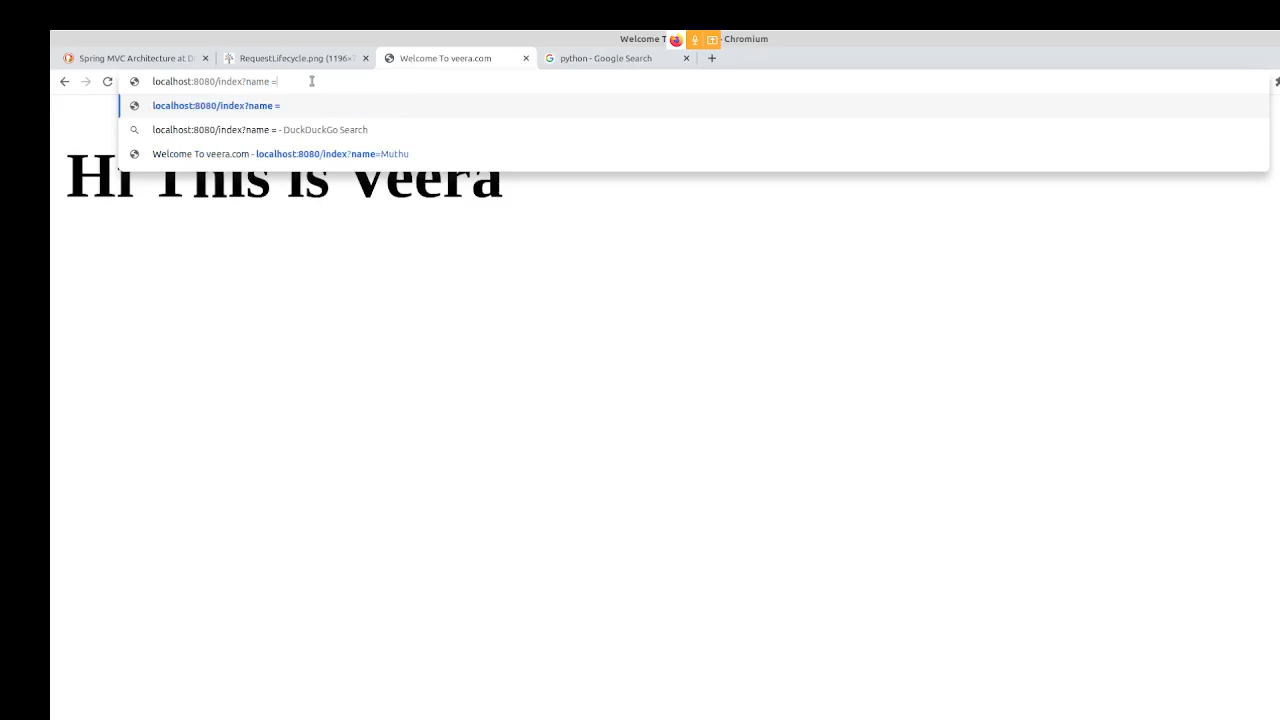 Welcome T - Chromium
Spring MVC Architecture at D
RequestLifecycle.png (1196×7
Welcome To veera.com
python - Google Search
localhost:8080/index?name =
localhost:8080/index?name =
localhost:8080/index?name = - DuckDuckGo Search
Welcome To veera.com - localhost:8080/index?name=Muthu
Hi This is Veera